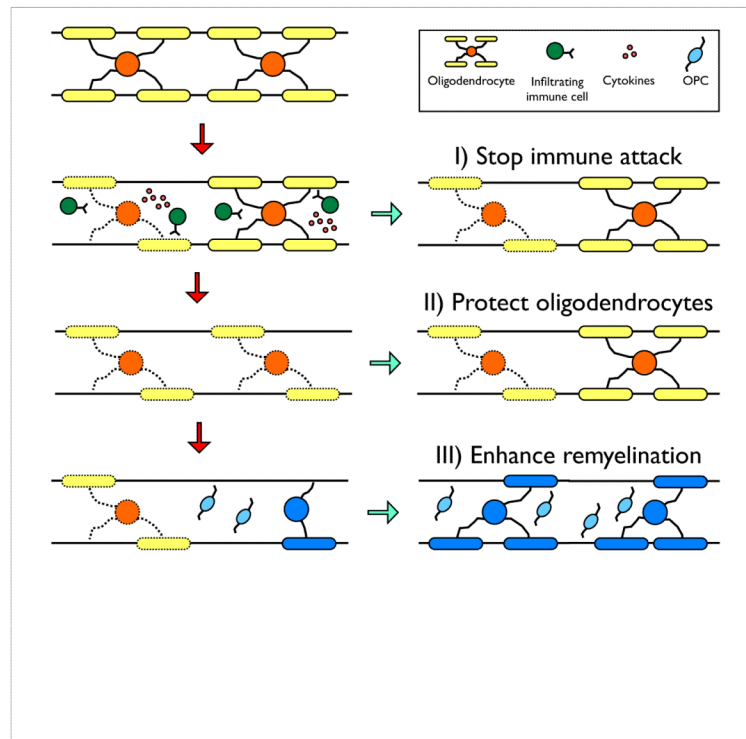 Oligodendrocyte
Infiltrating
immune cell
Cytokines
OPC
I) Stop immune attack
II) Protect oligodendrocytes
III) Enhance remyelination